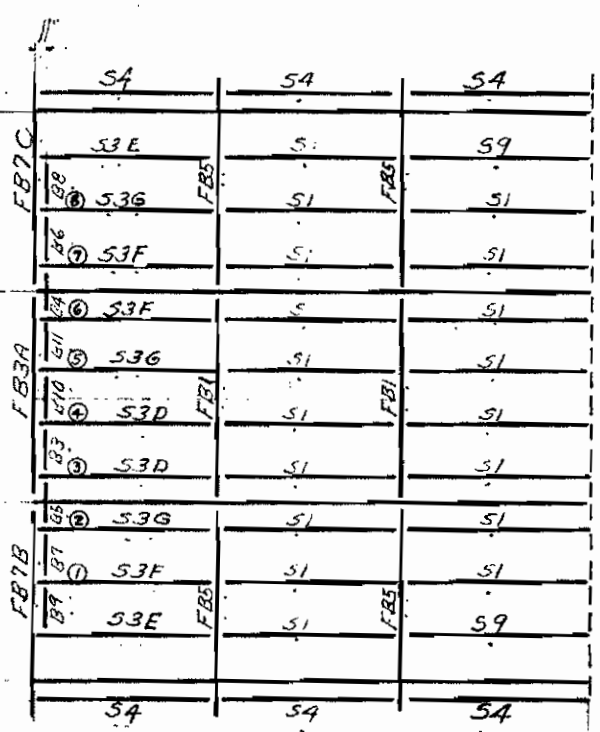 11"
S4 S4 S4
FB7C
S3E S1 S9
FB5 FB5
B8
⑧ S3G S1 S1
B6
⑦ S3F S1 S1
B4 ⑥ S3F S S1
FB3A
B11 ⑤ S3G S1 S1
B10 FB1 FB1
④ S3D S1 S1
B3 ③ S3D S1 S1
B5 ② S3G S1 S1
FB7B
B7 ① S3F S1 S1
B9 FB5 FB5
S3E S1 S9
S4 S4 S4